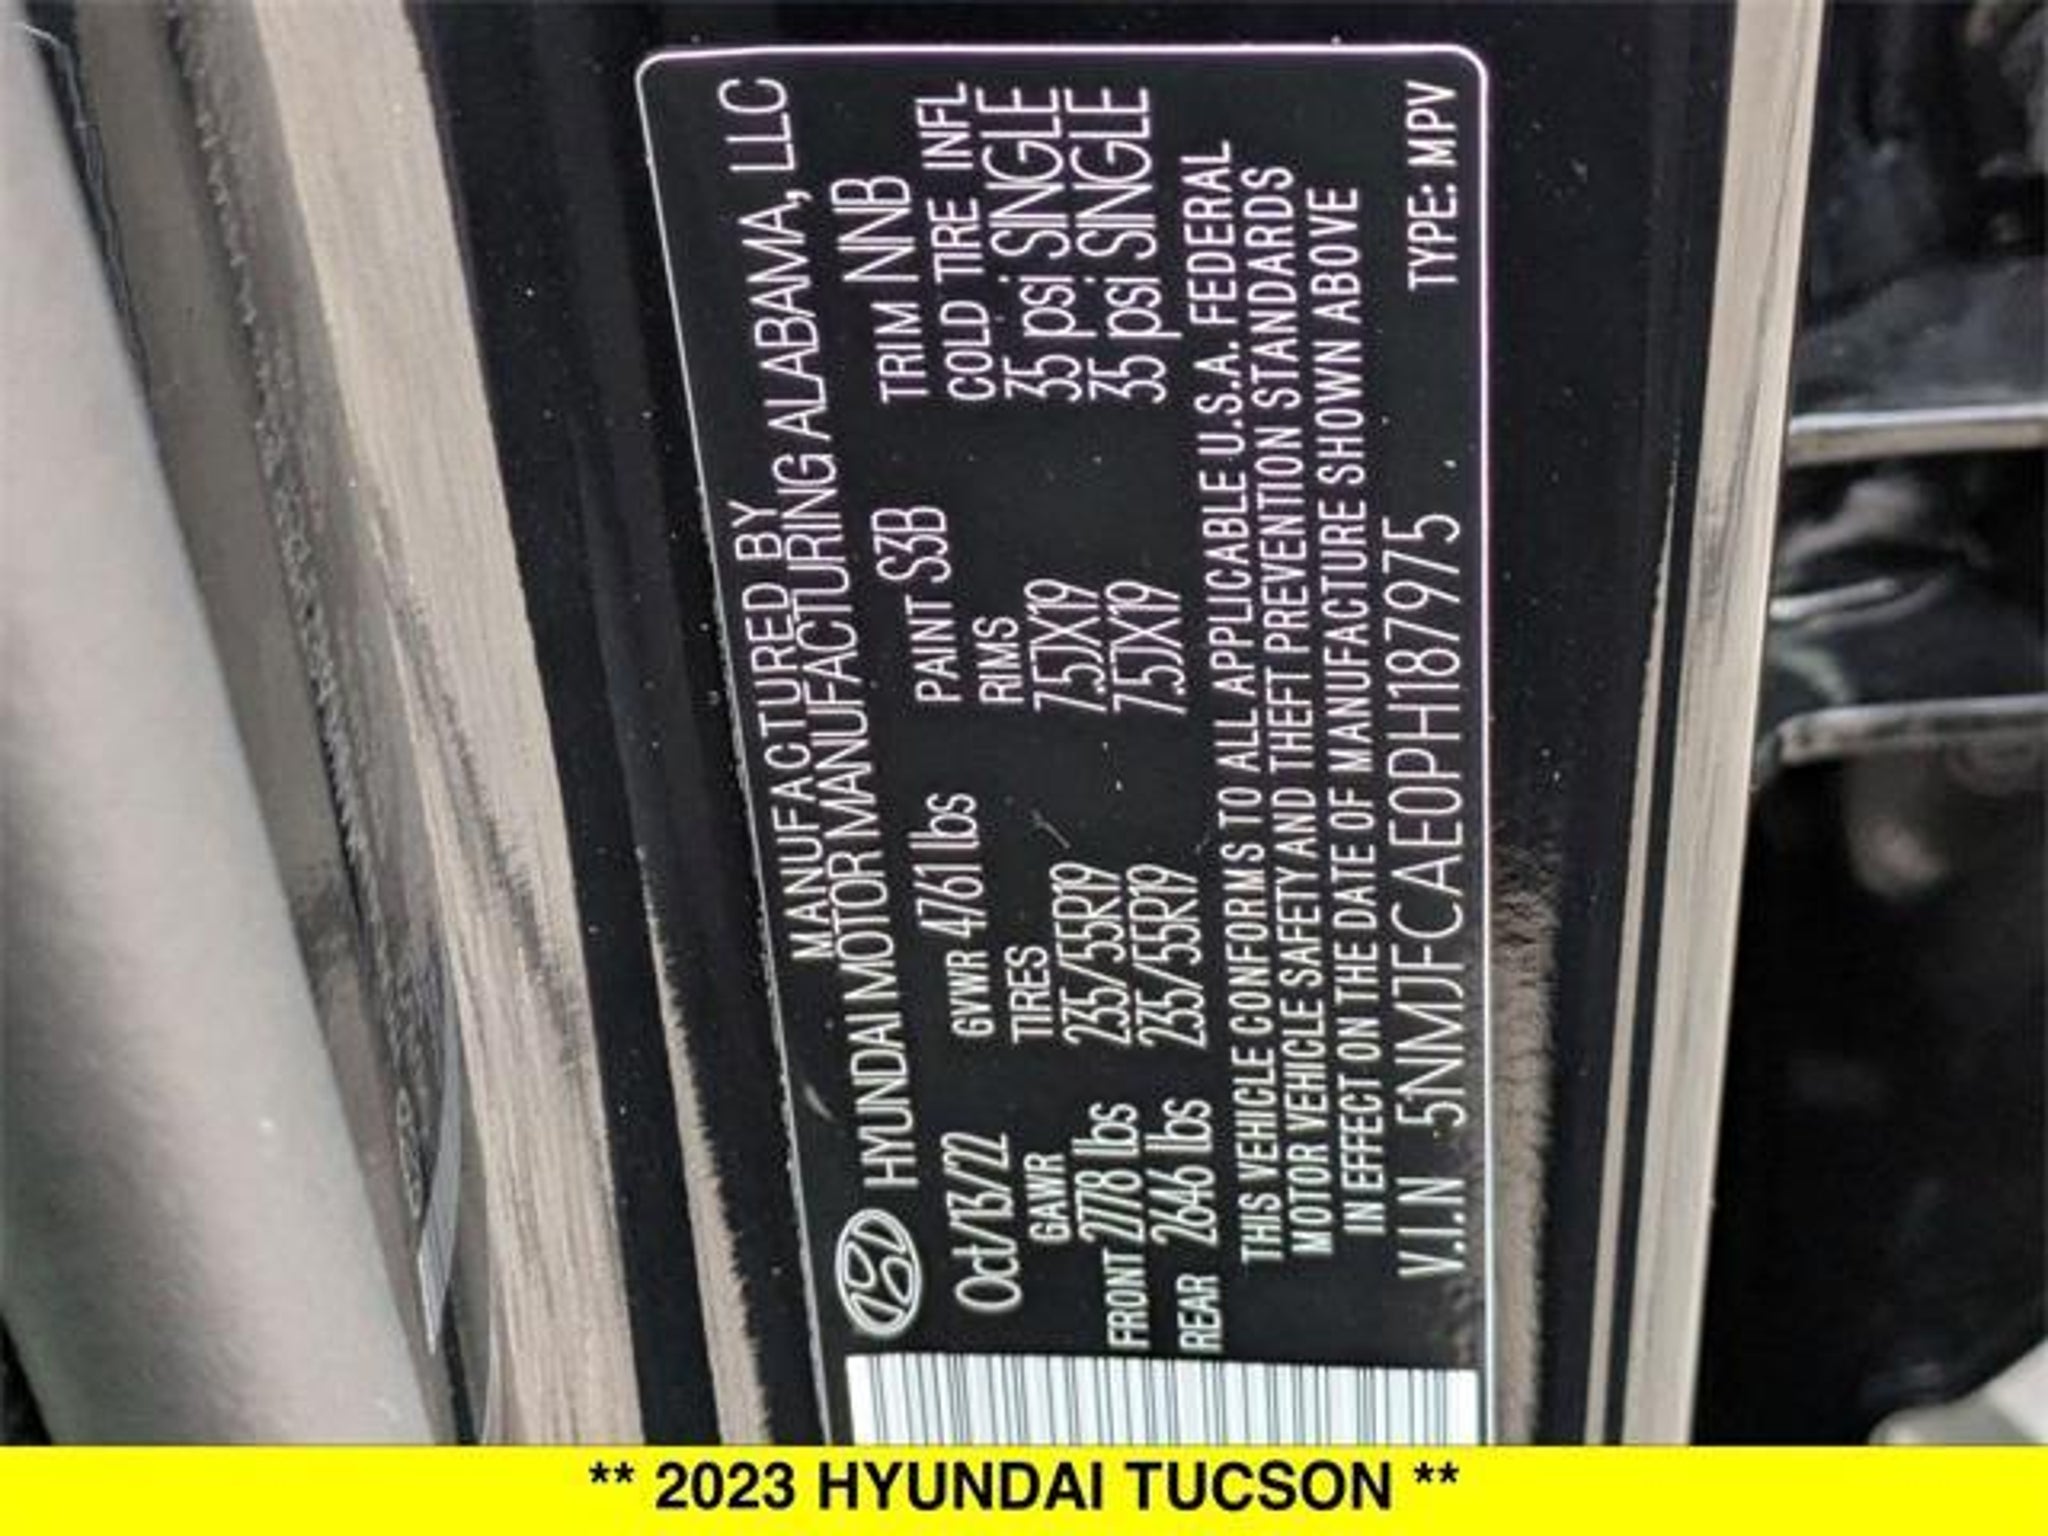 MANUFACTURED BY
HYUNDAI MOTOR MANUFACTURING ALABAMA, LLC
Oct/13/22 GVWR 4761 lbs PAINT S3B TRIM NNB
GAWR TIRES RIMS COLD TIRE INFL
FRONT 2778 lbs 235/55R19 7.5JX19 35 psi SINGLE
REAR 2646 lbs 235/55R19 7.5JX19 35 psi SINGLE
THIS VEHICLE CONFORMS TO ALL APPLICABLE U.S.A. FEDERAL
MOTOR VEHICLE SAFETY AND THEFT PREVENTION STANDARDS
IN EFFECT ON THE DATE OF MANUFACTURE SHOWN ABOVE
V.I.N 5NMJFCAE0PH187975 TYPE: MPV
** 2023 HYUNDAI TUCSON **